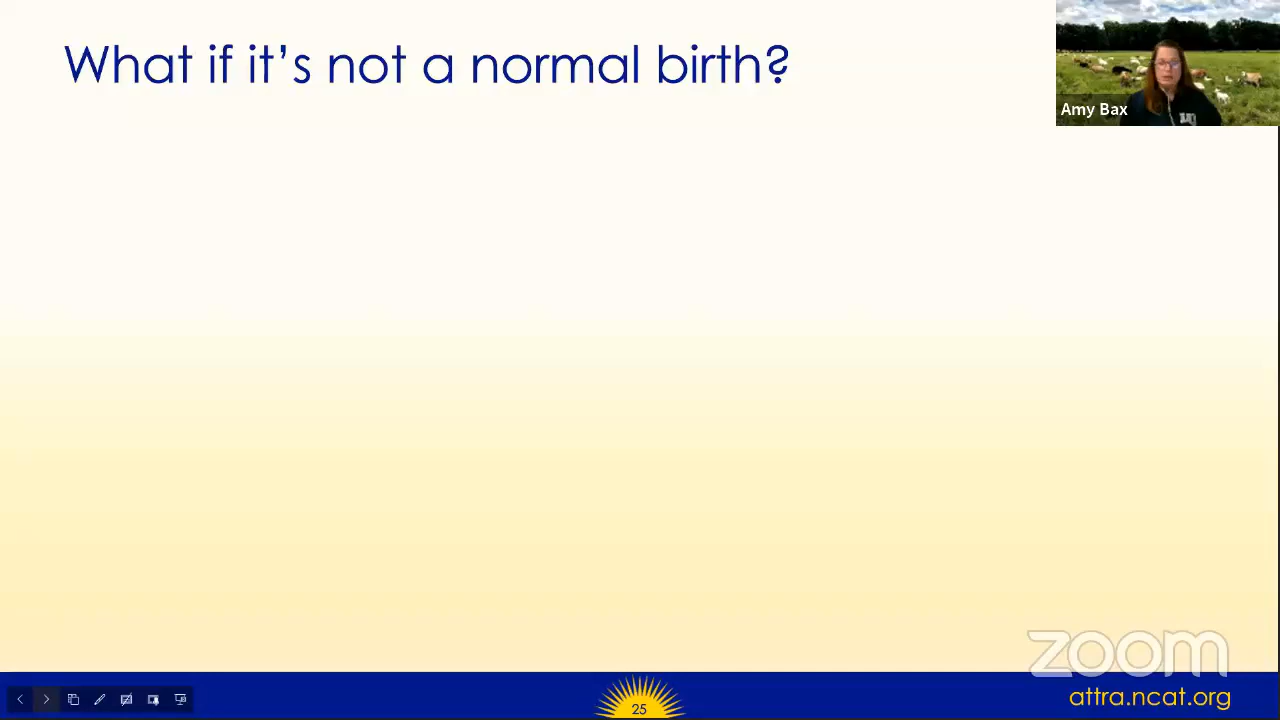 What if it's not a normal birth?
Amy Bax
zoom
25
attra.ncat.org